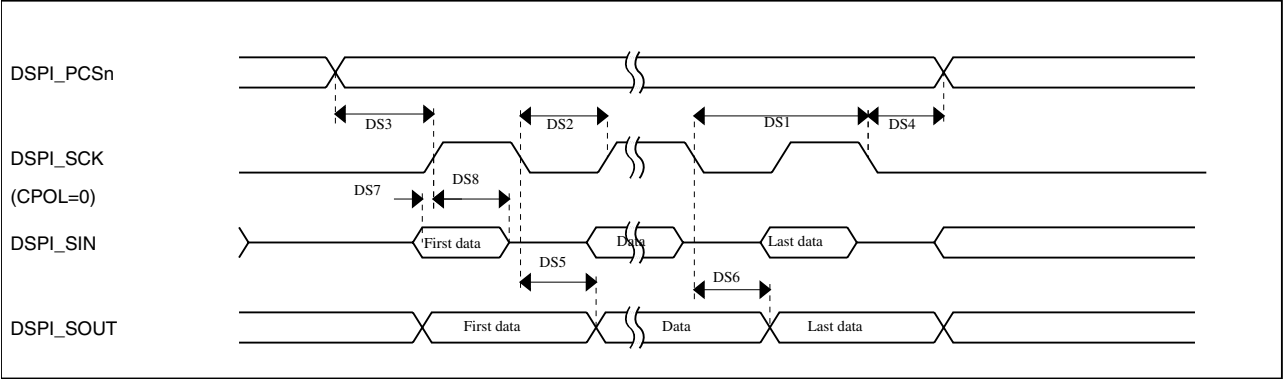 DSPI_PCSn
DS3
DS2
DS1
DS4
DSPI_SCK
(CPOL=0)
DS7
DS8
DSPI_SIN
First data
Data
Last data
DS5
DS6
DSPI_SOUT
First data
Data
Last data